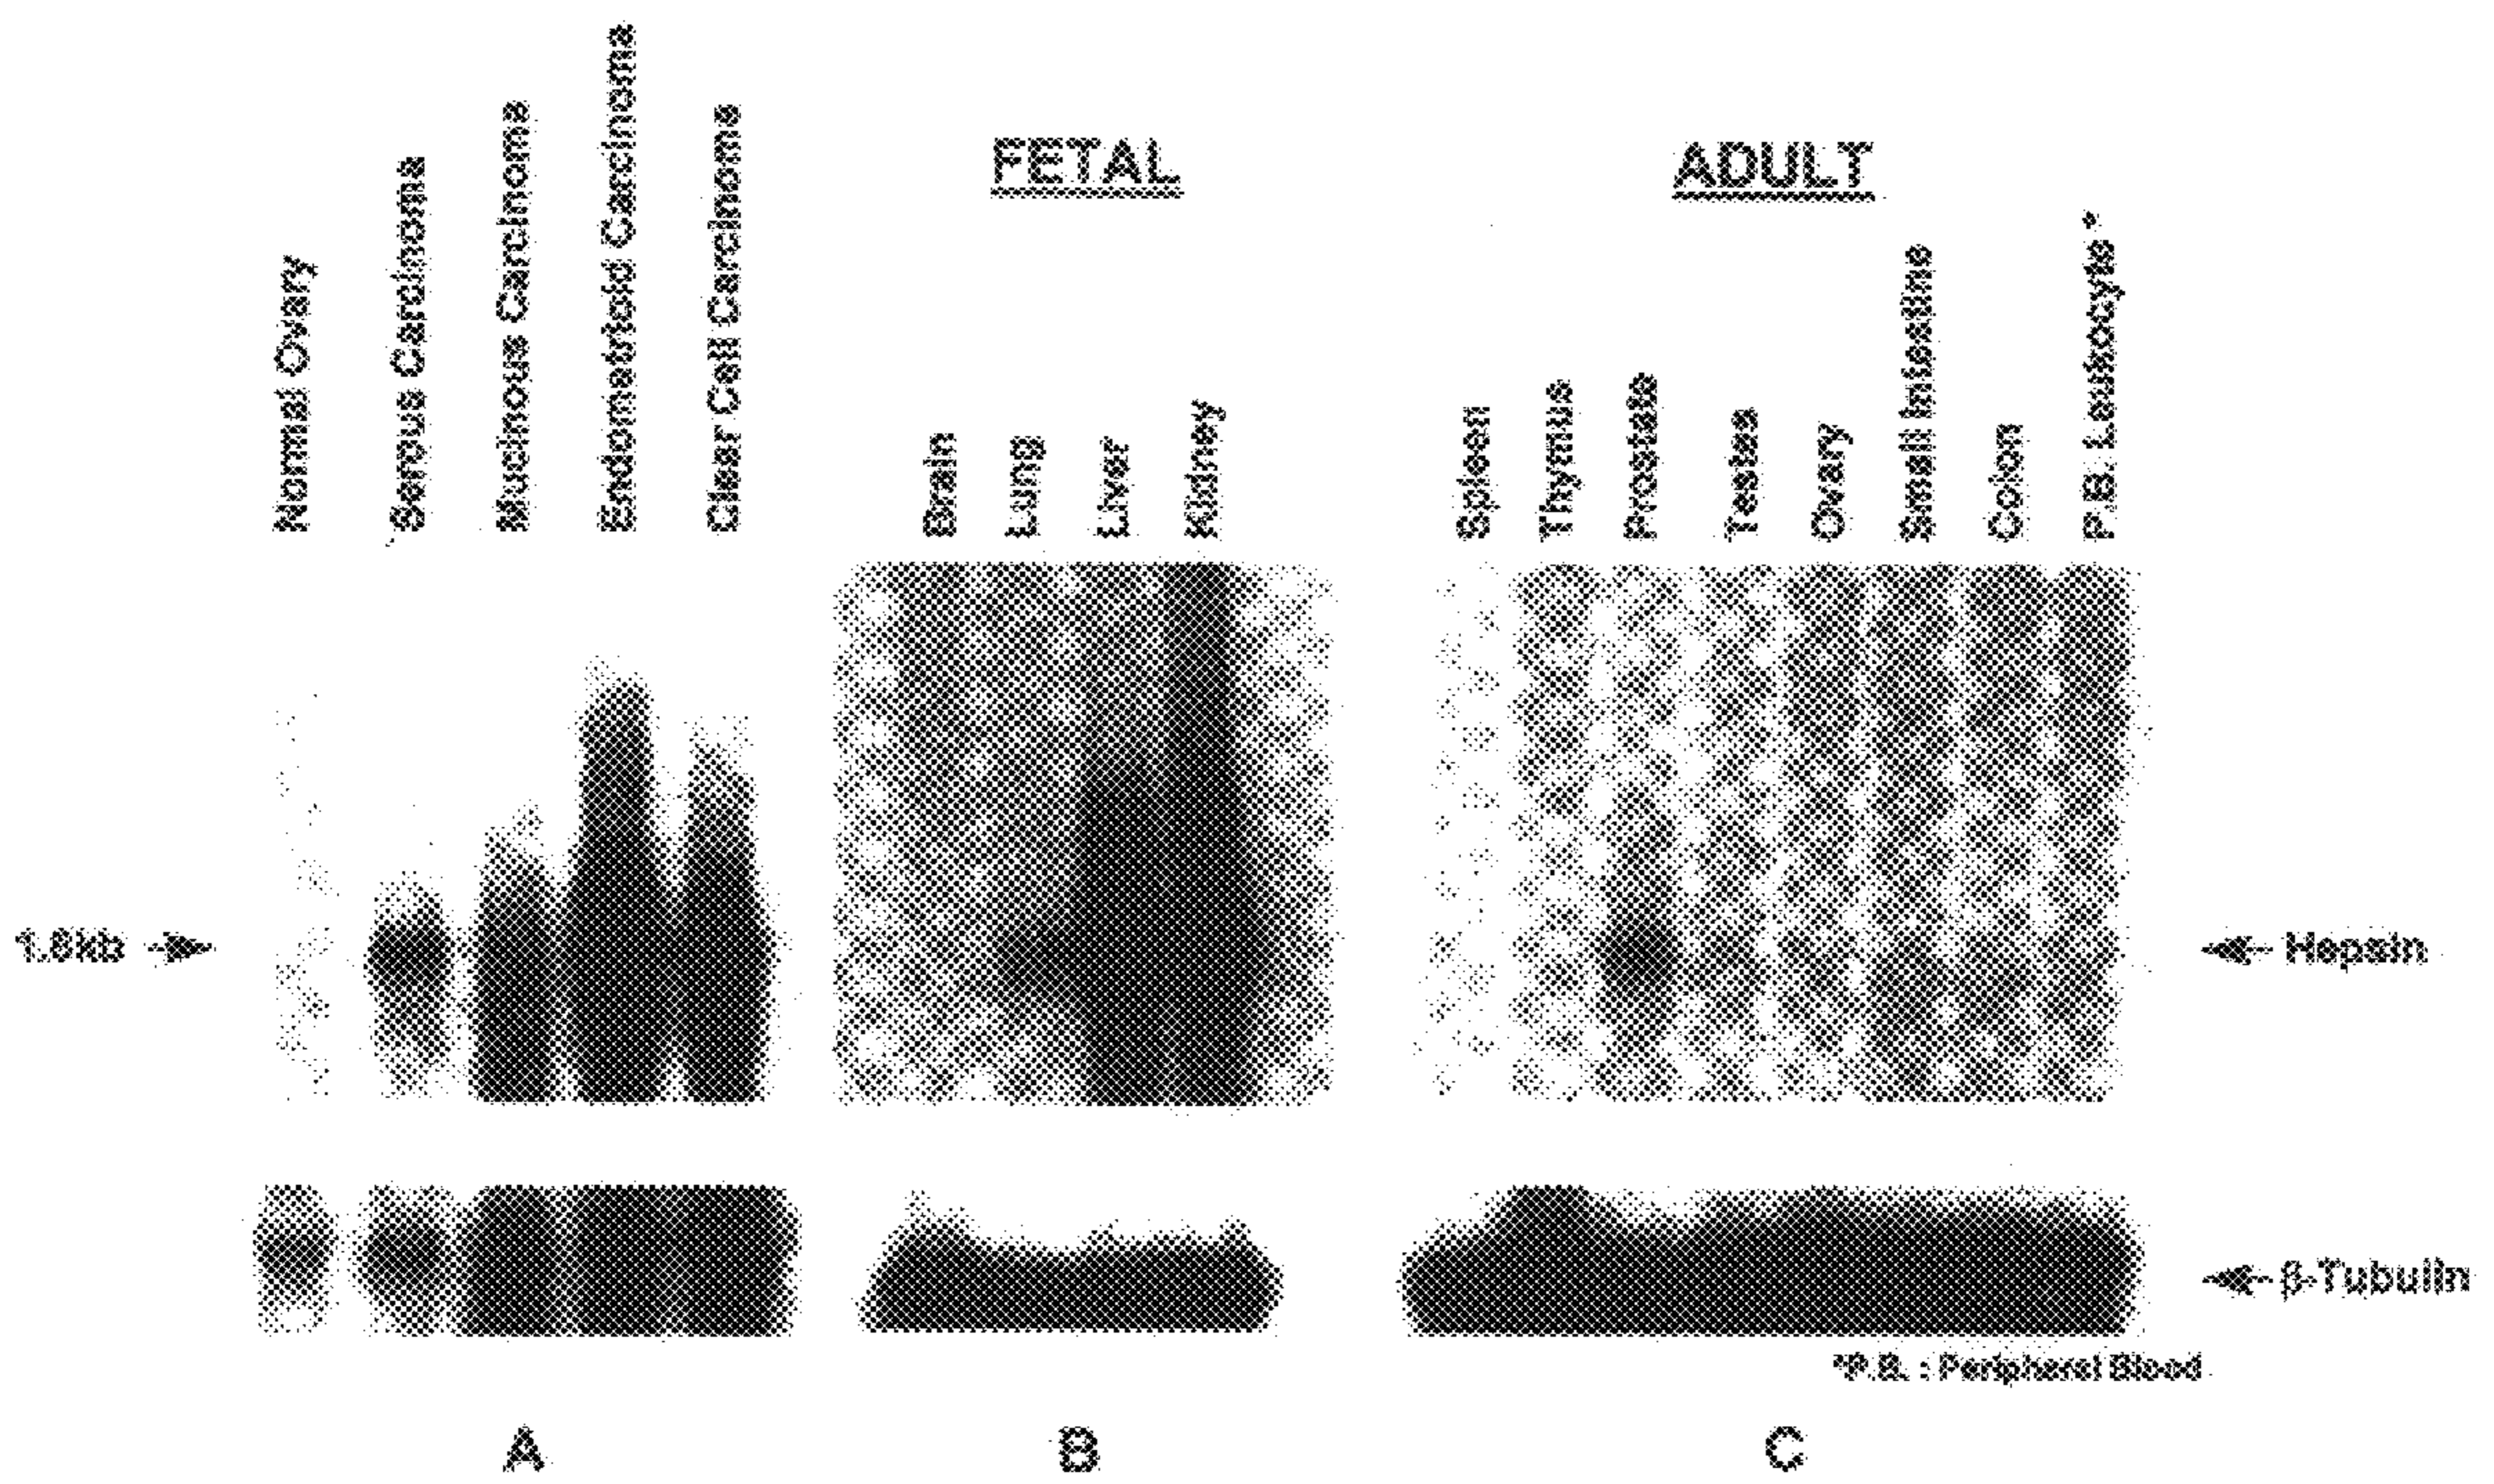 Normal Ovary
Serous Carcinoma
Mucinous Carcinoma
Endometrioid Carcinoma
Clear Cell Carcinoma
FETAL
Brain
Lung
Liver
Kidney
ADULT
Spleen
Thymus
Prostate
Testes
Ovary
Small Intestine
Colon
P.B. Leukocyte*
1.8kb
Hepsin
β-Tubulin
*P.B. : Peripheral Blood
A
B
C